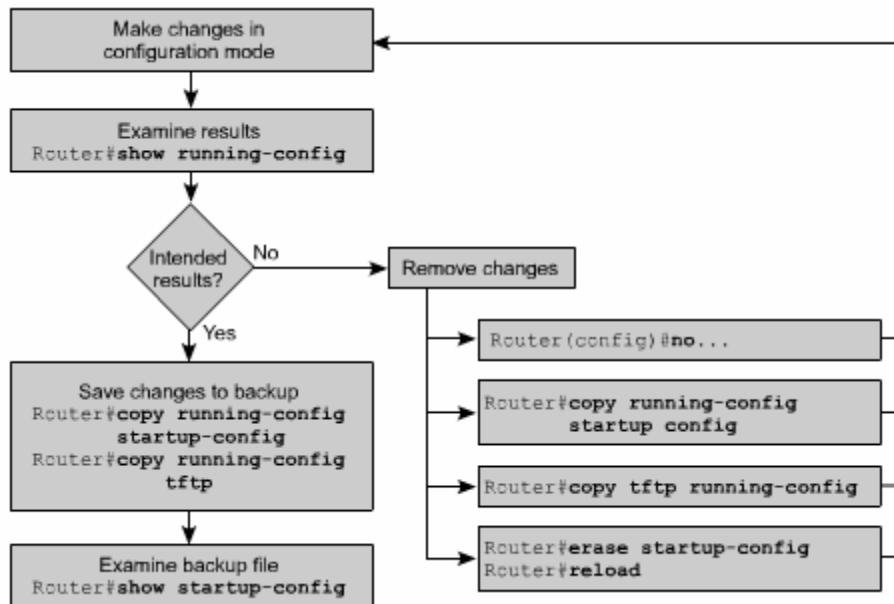 Make changes in
configuration mode
Examine results
Router#show running-config
Intended
results?
No
Yes
Remove changes
Router(config)#no...
Router#copy running-config
startup config
Router#copy tftp running-config
Router#erase startup-config
Router#reload
Save changes to backup
Router#copy running-config
startup-config
Router#copy running-config
tftp
Examine backup file
Router#show startup-config